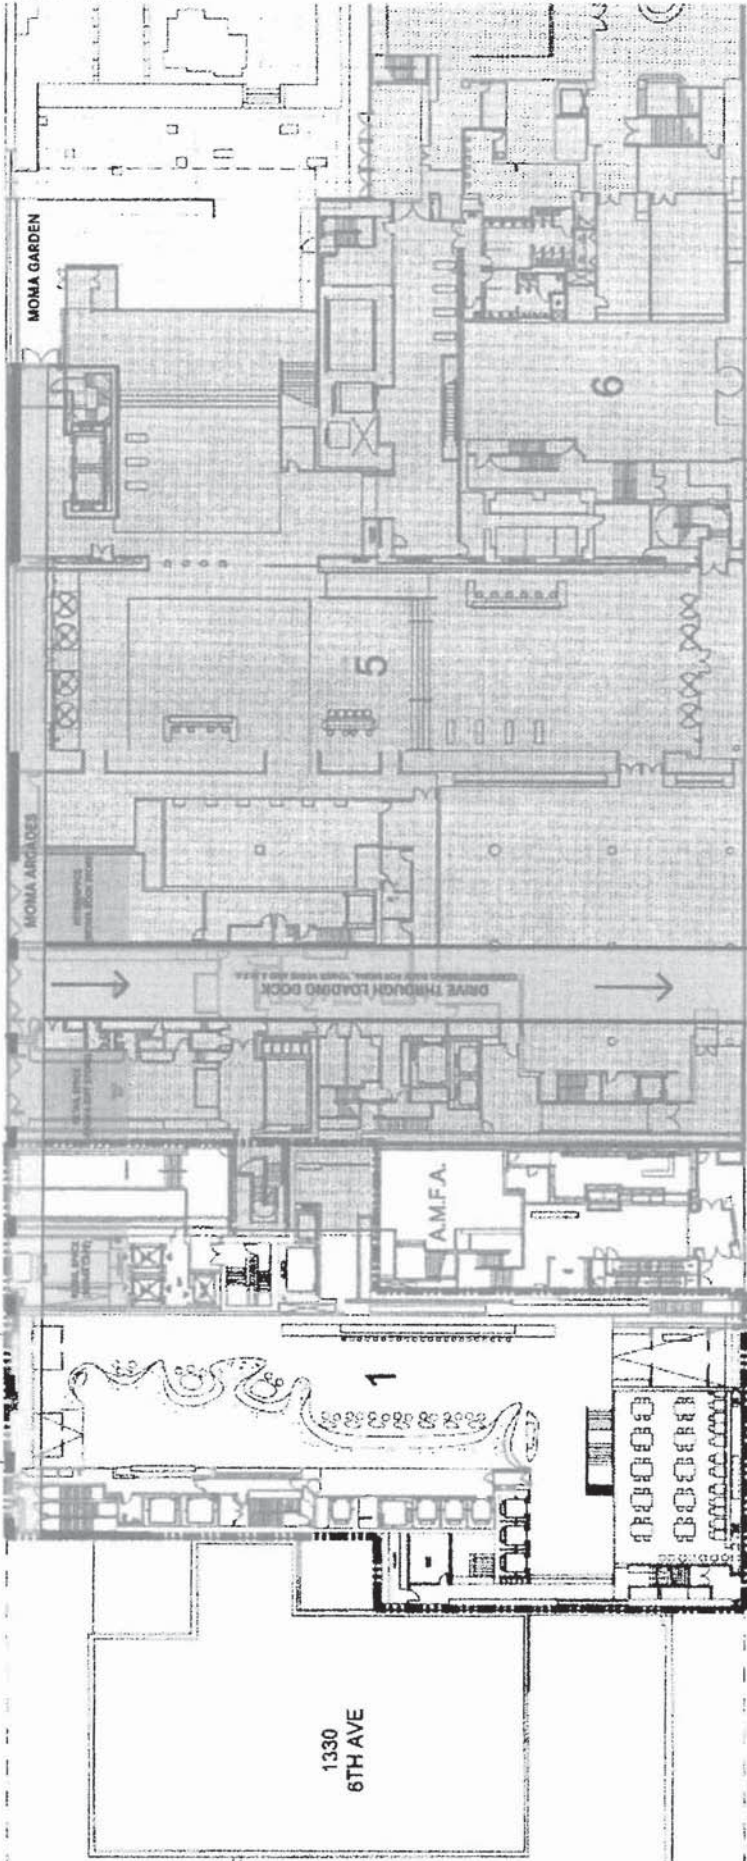 MOMA GARDEN
6
5
MOMA ARCADES
DRIVE THROUGH LOADING DOCK
A.M.F.A.
1
1330
6TH AVE